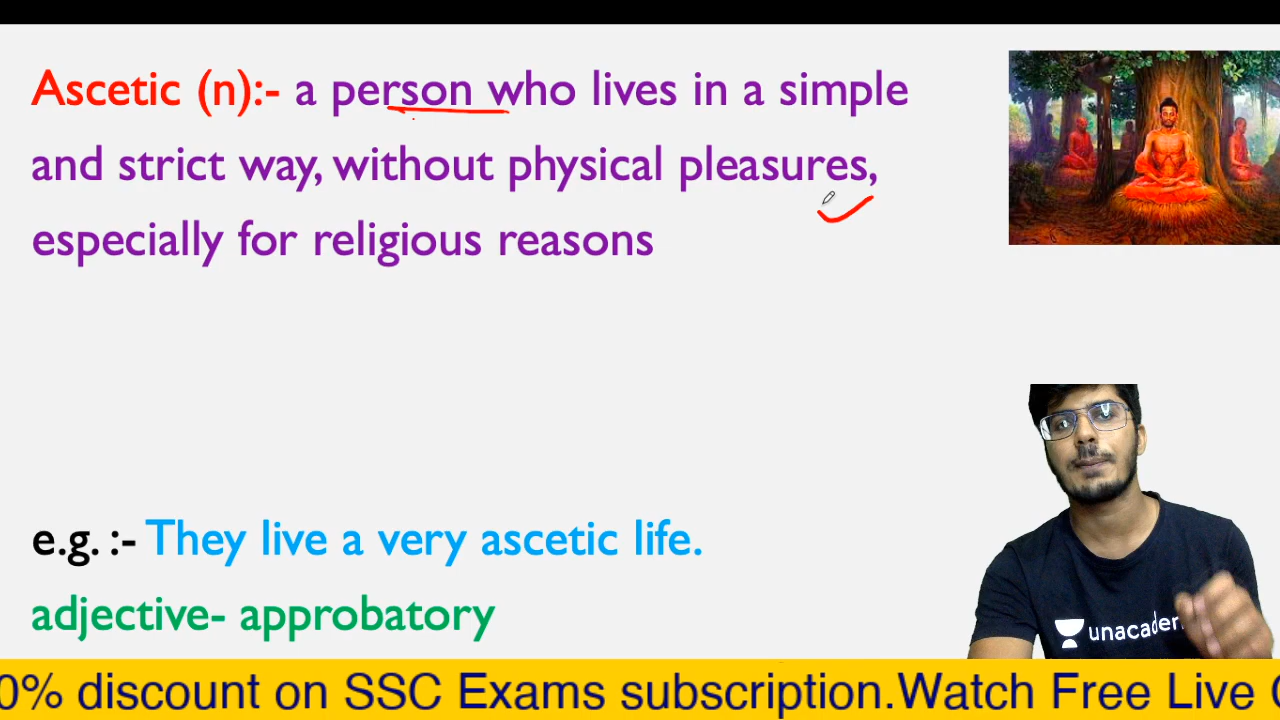 Ascetic (n):- a person who lives in a simple
and strict way, without physical pleasures,
especially for religious reasons
e.g. :- They live a very ascetic life.
adjective- approbatory
unacadem
0% discount on SSC Exams subscription.Watch Free Live